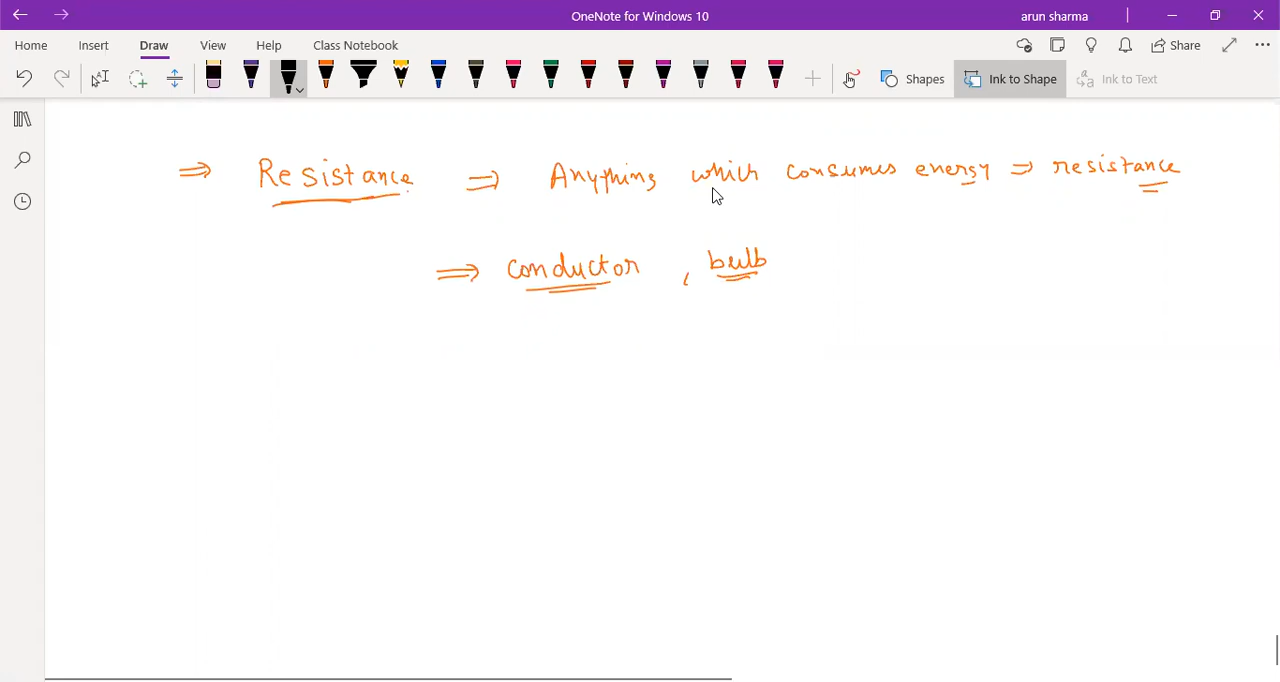 OneNote for Windows 10 arun sharma
Home Insert Draw View Help Class Notebook Share
Shapes Ink to Shape Ink to Text
⇒ Resistance ⇒ Anything which consumes energy ⇒ resistance
⇒ conductor , bulb